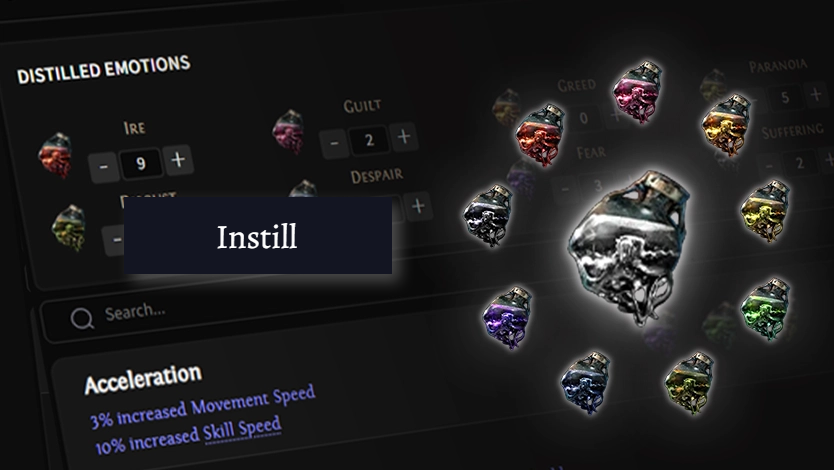 DISTILLED EMOTIONS
IRE
- 9 +
GUILT
- 2 +
GREED
0 +
PARANOIA
- 5 +
DESPAIR
+
FEAR
- 3
SUFFERING
- 2 +
-
Instill
Search...
Acceleration
3% increased Movement Speed
10% increased Skill Speed